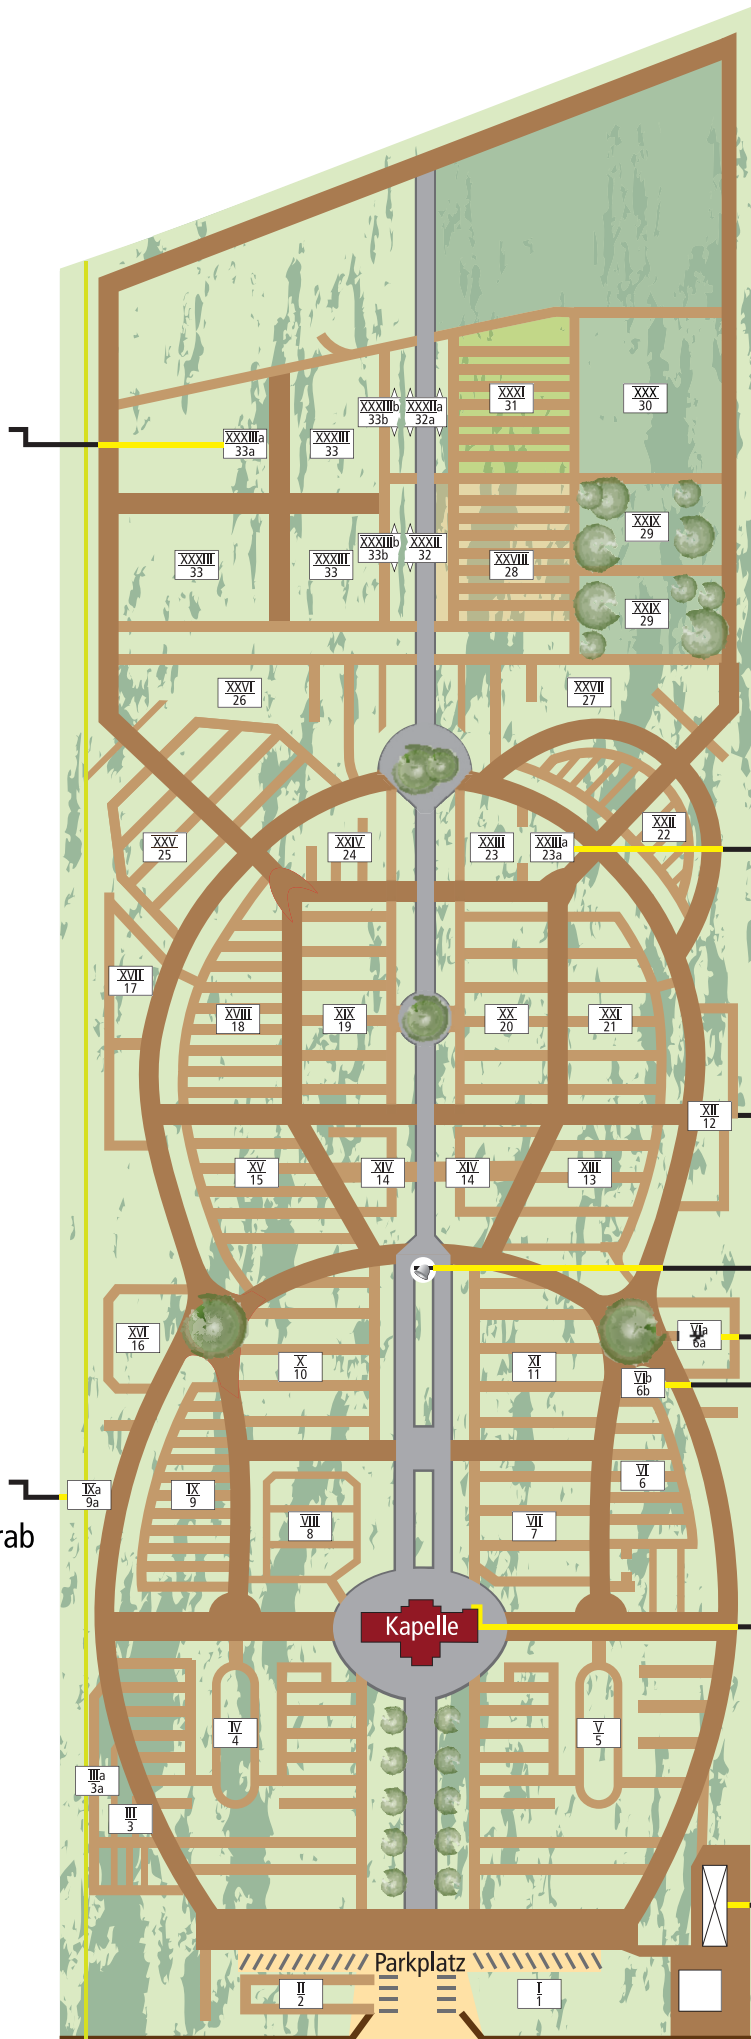 XXXIIIb
33b
XXXIIa
32a
XXXI
31
XXX
30
XXXIIIa
33a
XXXIII
33
XXIX
29
XXXIII
33
XXXIII
33
XXXIIIb
33b
XXXII
32
XXVIII
28
XXIX
29
XXVI
26
XXVII
27
XXII
22
XXV
25
XXIV
24
XXIII
23
XXIIIa
23a
XVII
17
XVIII
18
XIX
19
XX
20
XXI
21
XII
12
XV
15
XIV
14
XIV
14
XIII
13
XVI
16
VIa
6a
X
10
XI
11
VIb
6b
VI
6
IXa
9a
IX
9
VIII
8
VII
7
rab
Kapelle
IV
4
V
5
IIIa
3a
III
3
Parkplatz
II
2
I
1